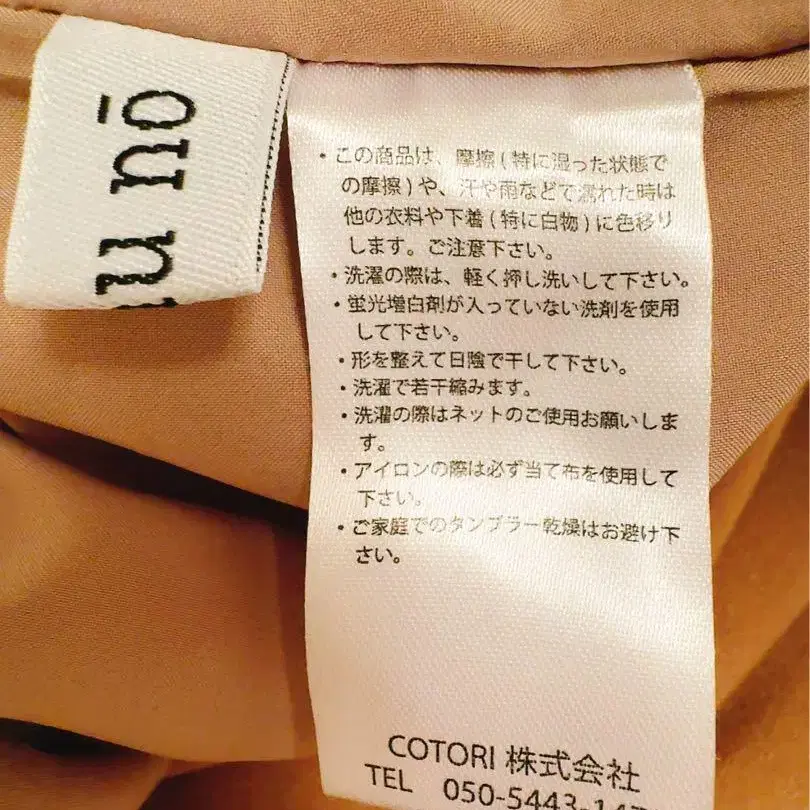 u nō
・この商品は、摩擦(特に湿った状態で
の摩擦)や、汗や雨などで濡れた時は
他の衣料や下着(特に白物)に色移り
します。ご注意下さい。
・洗濯の際は、軽く押し洗いして下さい。
・蛍光増白剤が入っていない洗剤を使用
して下さい。
・形を整えて日陰で干して下さい。
・洗濯で若干縮みます。
・洗濯の際はネットのご使用お願いしま
す。
・アイロンの際は必ず当て布を使用して
下さい。
・ご家庭でのタンブラー乾燥はお避け下
さい。
COTORI 株式会社
TEL 050-5443-147